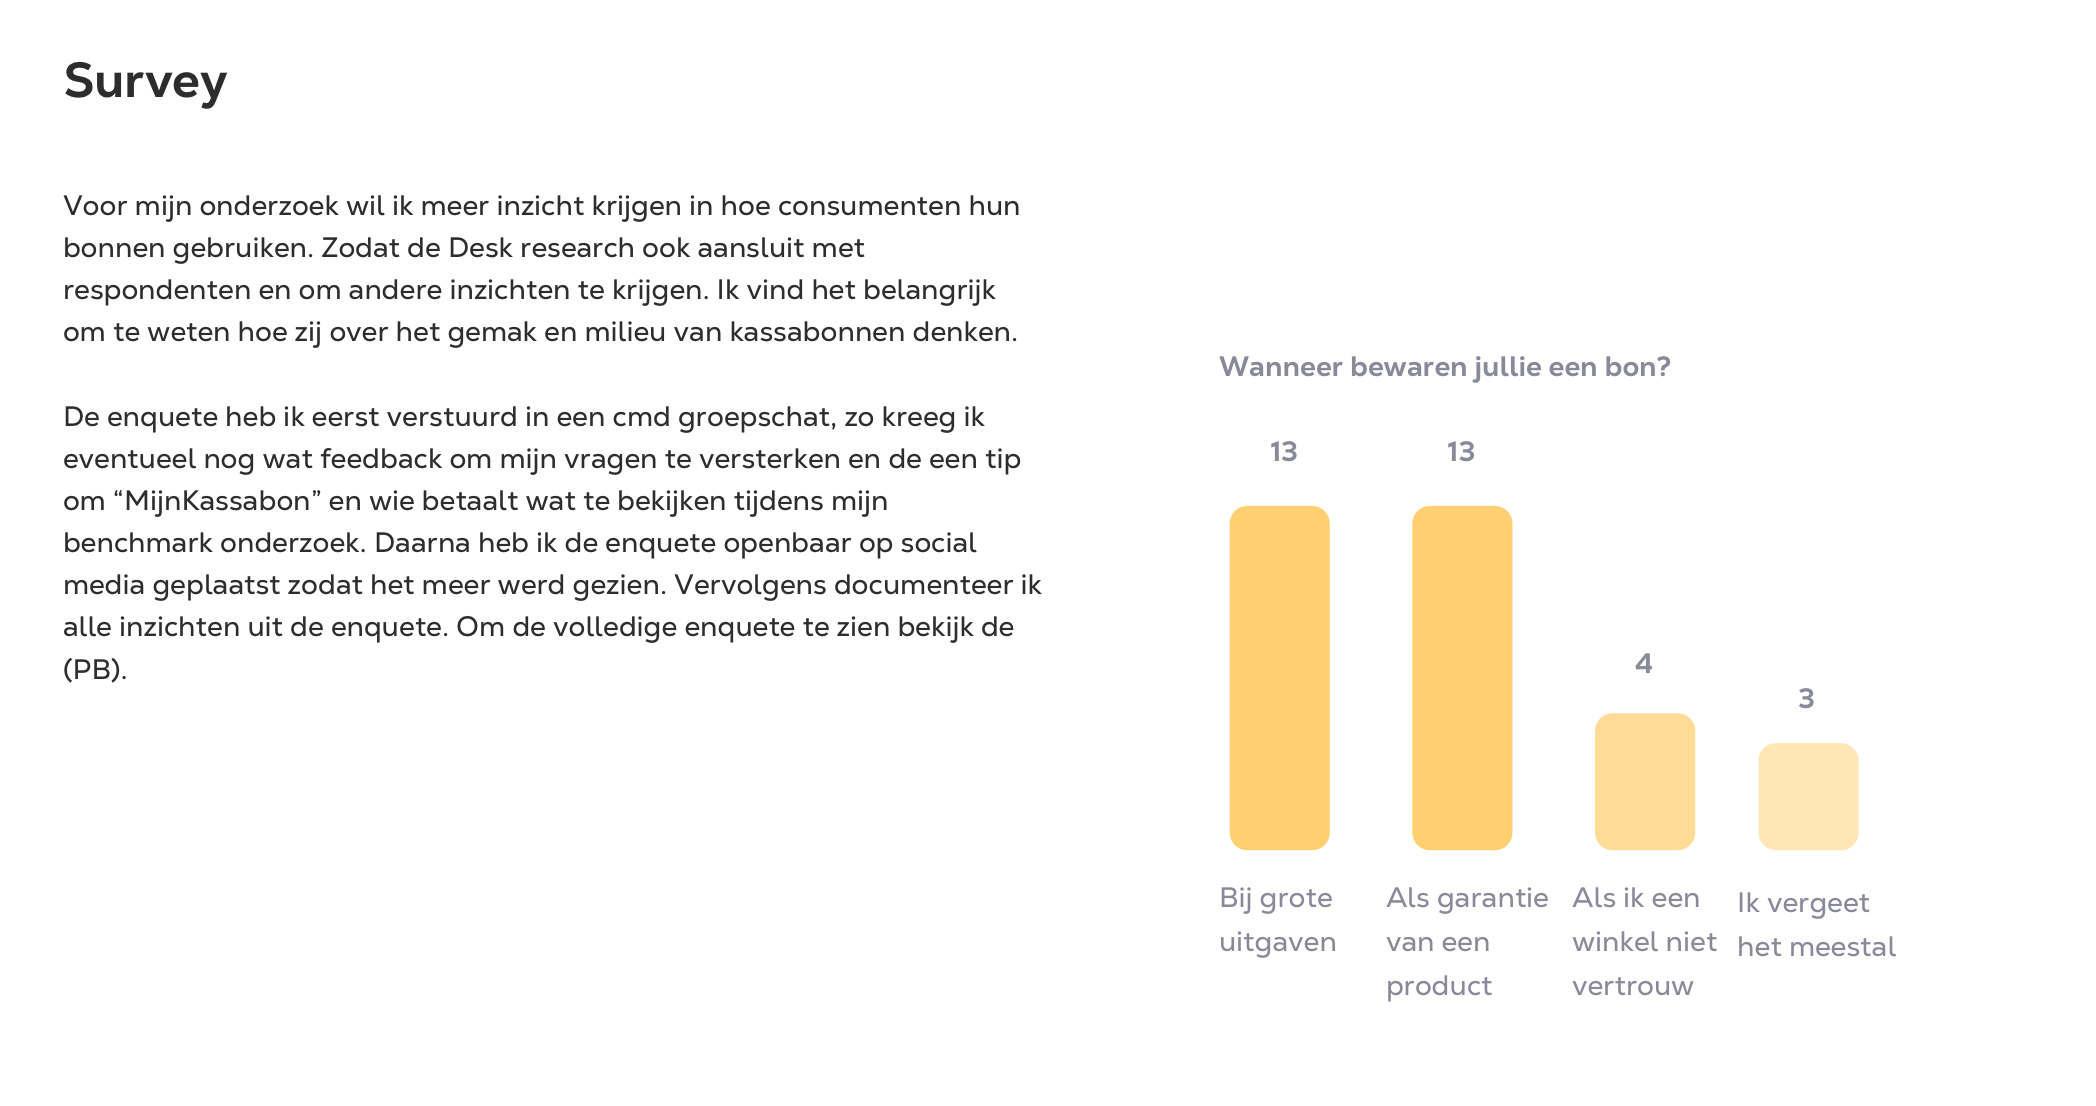 Survey
Voor mijn onderzoek wil ik meer inzicht krijgen in hoe consumenten hun
bonnen gebruiken. Zodat de Desk research ook aansluit met
respondenten en om andere inzichten te krijgen. Ik vind het belangrijk
om te weten hoe zij over het gemak en milieu van kassabonnen denken.
De enquete heb ik eerst verstuurd in een cmd groepschat, zo kreeg ik
eventueel nog wat feedback om mijn vragen te versterken en de een tip
om “MijnKassabon” en wie betaalt wat te bekijken tijdens mijn
benchmark onderzoek. Daarna heb ik de enquete openbaar op social
media geplaatst zodat het meer werd gezien. Vervolgens documenteer ik
alle inzichten uit de enquete. Om de volledige enquete te zien bekijk de
(PB).
Wanneer bewaren jullie een bon?
13
13
4
3
Bij grote
uitgaven
Als garantie
van een
product
Als ik een
winkel niet
vertrouw
Ik vergeet
het meestal